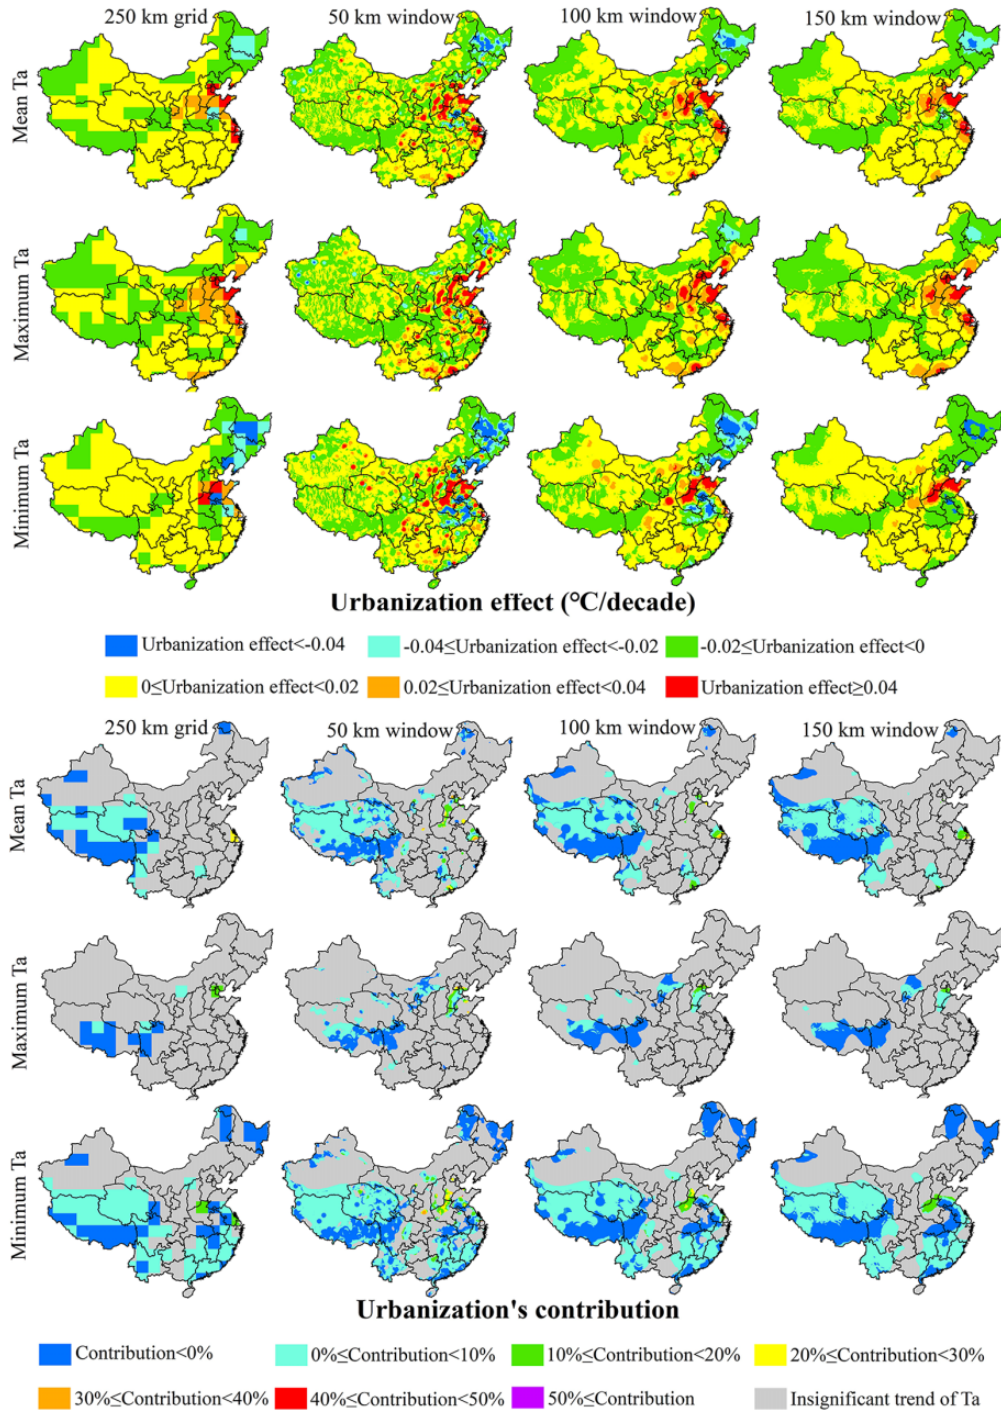 250 km grid 50 km window 100 km window 150 km window
Mean Ta
Maximum Ta
Minimum Ta
Urbanization effect (°C/decade)
Urbanization effect<-0.04 -0.04≤Urbanization effect<-0.02 -0.02≤Urbanization effect<0
0≤Urbanization effect<0.02 0.02≤Urbanization effect<0.04 Urbanization effect≥0.04
250 km grid 50 km window 100 km window 150 km window
Mean Ta
Maximum Ta
Minimum Ta
Urbanization's contribution
Contribution<0% 0%≤Contribution<10% 10%≤Contribution<20% 20%≤Contribution<30%
30%≤Contribution<40% 40%≤Contribution<50% 50%≤Contribution Insignificant trend of Ta